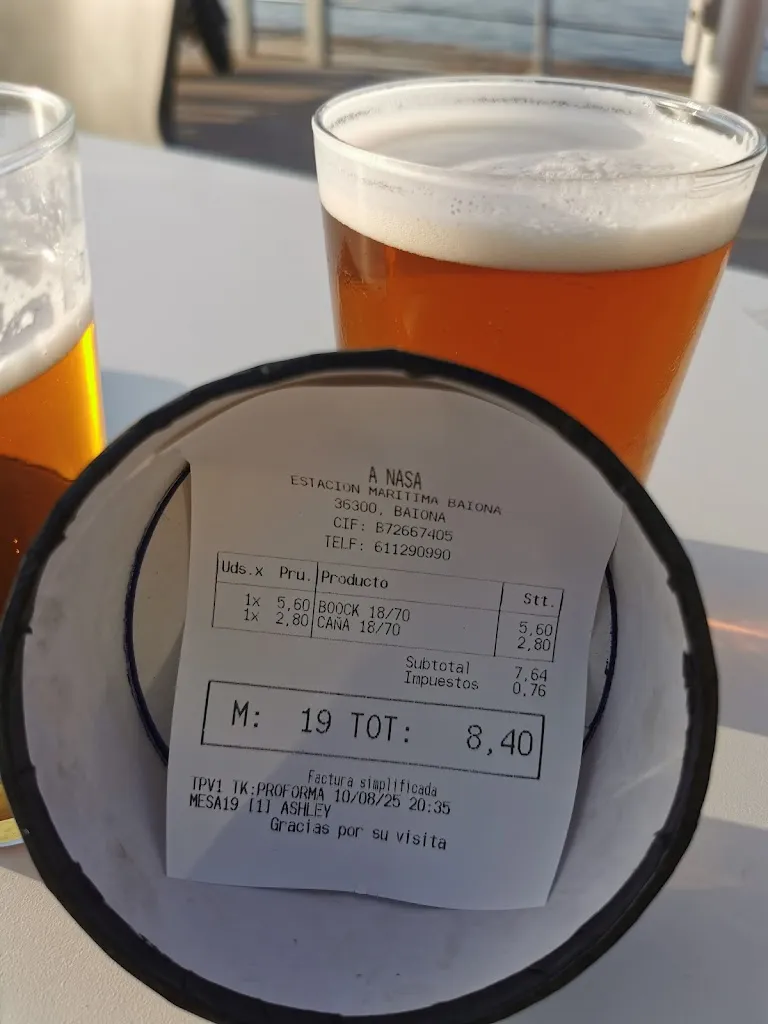 A NASA
ESTACION MARITIMA BAIONA
36300, BAIONA
CIF: B72667405
TELF: 611290990
Uds.x Pru. Producto Stt.
1x 5,60 BOOCK 18/70 5,60
1x 2,80 CAÑA 18/70 2,80
Subtotal 7,64
Impuestos 0,76
M: 19 TOT: 8,40
Factura simplificada
TPV1 TK:PROFORMA 10/08/25 20:35
MESA19 [1] ASHLEY
Gracias por su visita